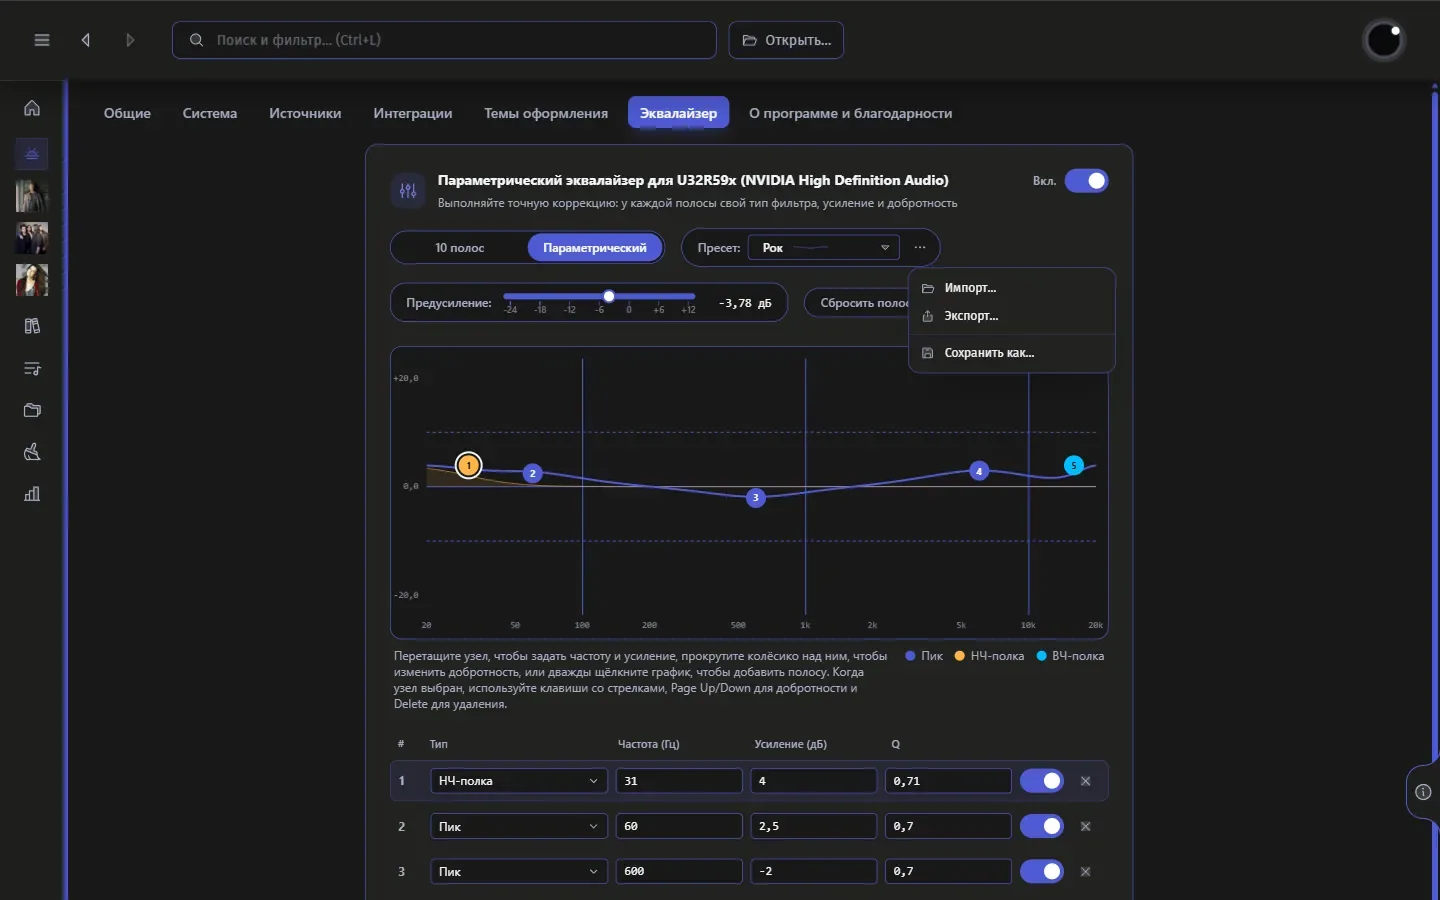 Поиск и фильтр... (Ctrl+L)
Открыть...
Общие
Система
Источники
Интеграции
Темы оформления
Эквалайзер
О программе и благодарности
Параметрический эквалайзер для U32R59x (NVIDIA High Definition Audio)
Выполняйте точную коррекцию: у каждой полосы свой тип фильтра, усиление и добротность
Вкл.
10 полос
Параметрический
Пресет:
Рок
...
Импорт...
Экспорт...
Сохранить как...
Предусиление:
-24 -18 -12 -6 0 +6 +12
-3,78 дБ
Сбросить полос
+20,0
0,0
-20,0
1
2
3
4
5
20 50 100 200 500 1k 2k 5k 10k 20k
Перетащите узел, чтобы задать частоту и усиление, прокрутите колёсико над ним, чтобы
изменить добротность, или дважды щёлкните график, чтобы добавить полосу. Когда
узел выбран, используйте клавиши со стрелками, Page Up/Down для добротности и
Delete для удаления.
Пик
НЧ-полка
ВЧ-полка
# Тип Частота (Гц) Усиление (дБ) Q
1 НЧ-полка 31 4 0,71
2 Пик 60 2,5 0,7
3 Пик 600 -2 0,7